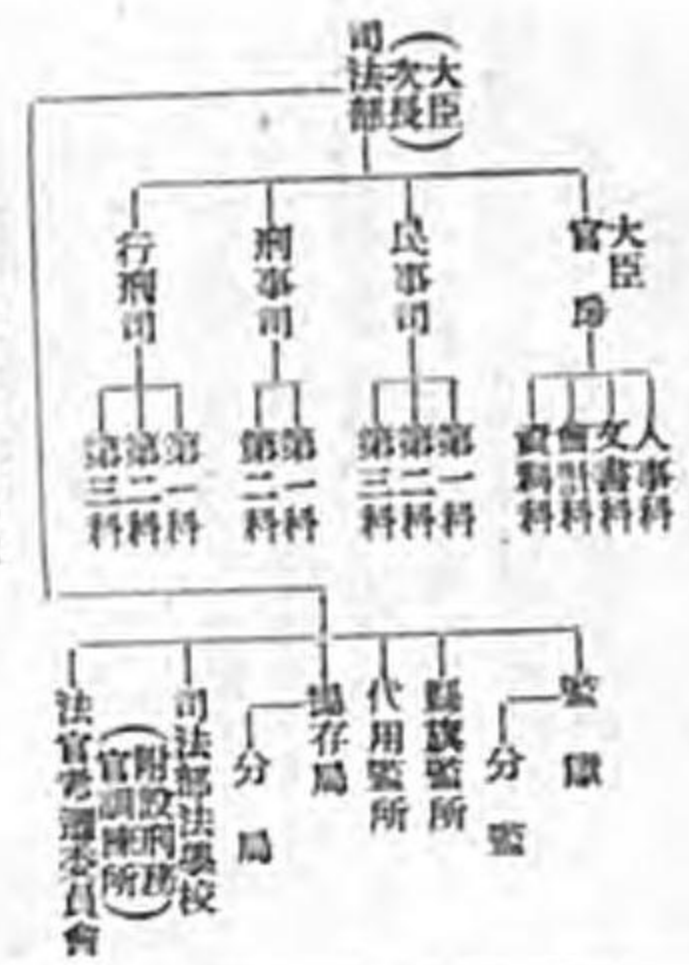 司法部
(大臣
次長)
大臣
官房
人事科
文書科
會計科
資料科
民事司
第一科
第二科
第三科
刑事司
第一科
第二科
行刑司
第一科
第二科
第三科
監獄
分監
縣旗監所
代用監所
提存局
分局
司法部法學校
(附設刑務
官訓練所)
法官考選委員會